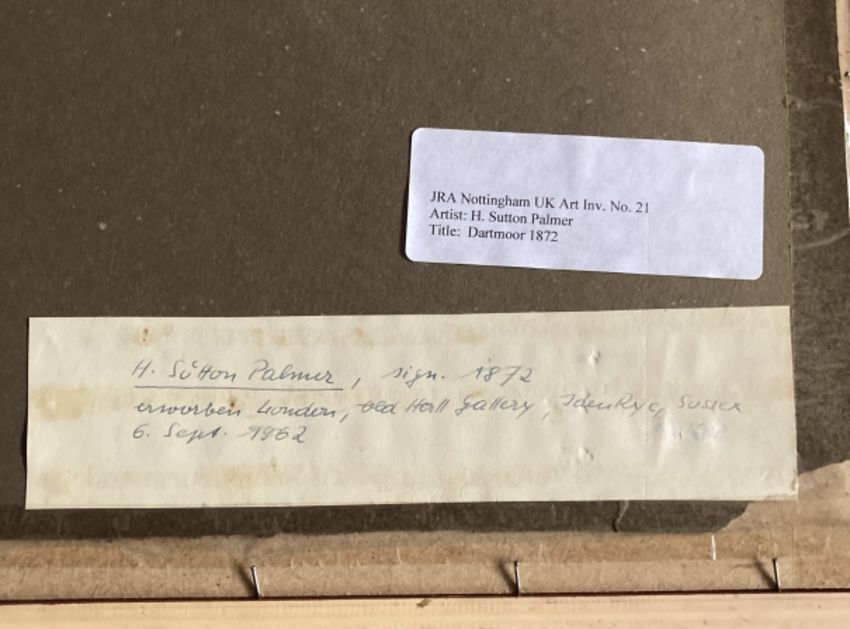 JRA Nottingham UK Art Inv. No. 21
Artist: H. Sutton Palmer
Title: Dartmoor 1872
H. Sutton Palmer, sign. 1872
erworben London, Old Hall Gallery, Iden Rye, Sussex
6. Sept. 1962